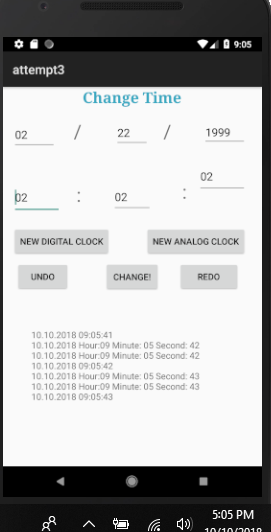 9:05
attempt3
Change Time
02 / 22 / 1999
02 : 02 : 02
NEW DIGITAL CLOCK NEW ANALOG CLOCK
UNDO CHANGE! REDO
10.10.2018 09:05:41
10.10.2018 Hour:09 Minute: 05 Second: 42
10.10.2018 Hour:09 Minute: 05 Second: 42
10.10.2018 09:05:42
10.10.2018 Hour:09 Minute: 05 Second: 43
10.10.2018 Hour:09 Minute: 05 Second: 43
10.10.2018 09:05:43
5:05 PM
10/10/2018